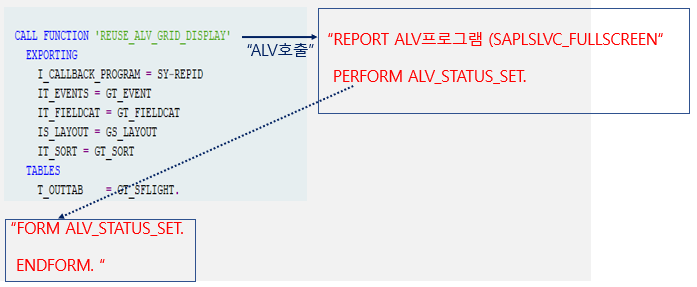 CALL FUNCTION 'REUSE_ALV_GRID_DISPLAY'
EXPORTING
I_CALLBACK_PROGRAM = SY-REPID
IT_EVENTS = GT_EVENT
IT_FIELDCAT = GT_FIELDCAT
IS_LAYOUT = GS_LAYOUT
IT_SORT = GT_SORT
TABLES
T_OUTTAB = GT_SFLIGHT.
“ALV호출”
“REPORT ALV프로그램 (SAPLSLVC_FULLSCREEN“
PERFORM ALV_STATUS_SET.
“FORM ALV_STATUS_SET.
ENDFORM. “